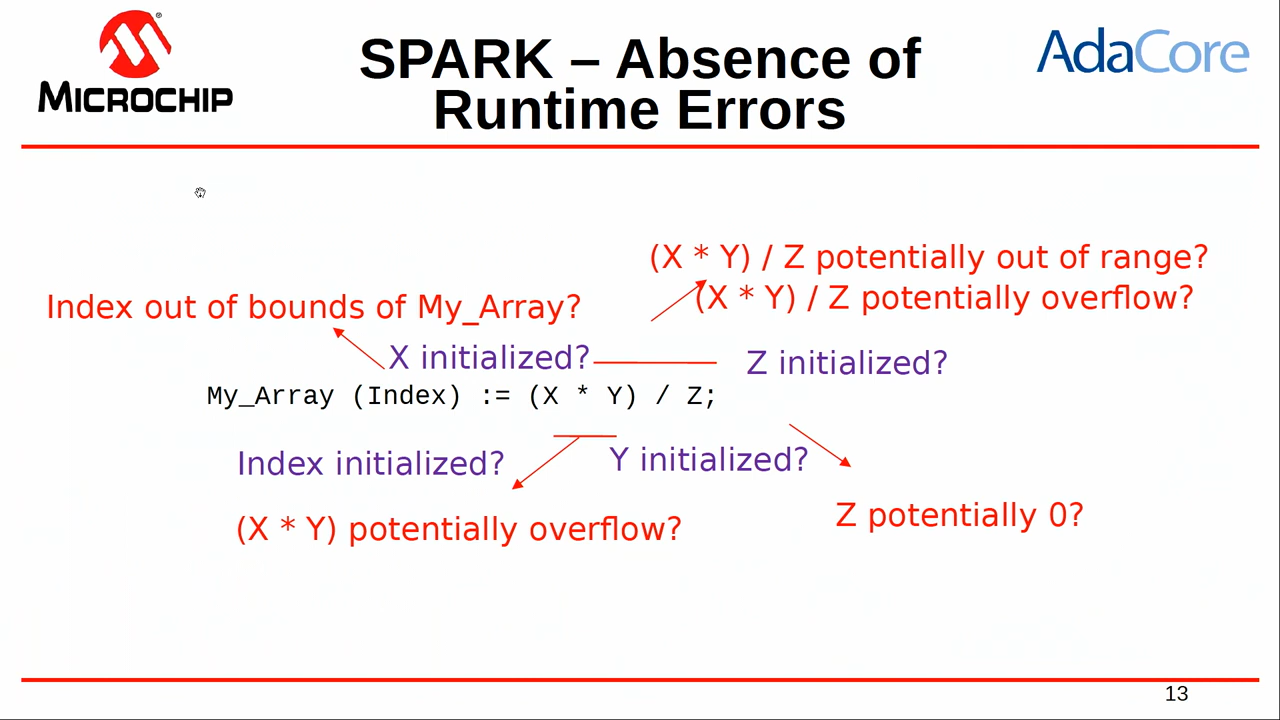 MICROCHIP
SPARK – Absence of
Runtime Errors
AdaCore
(X * Y) / Z potentially out of range?
(X * Y) / Z potentially overflow?
Index out of bounds of My_Array?
X initialized?
Z initialized?
My_Array (Index) := (X * Y) / Z;
Index initialized?
Y initialized?
(X * Y) potentially overflow?
Z potentially 0?
13